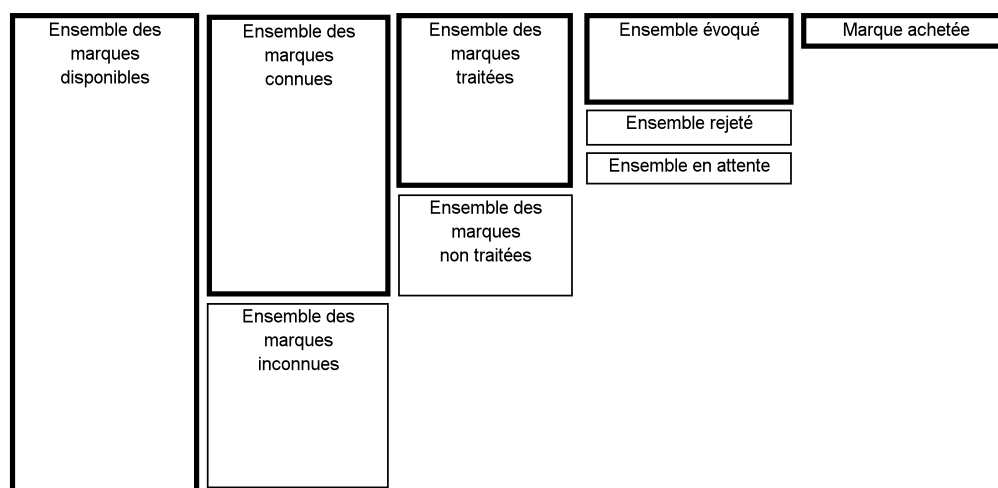 Ensemble des
marques
disponibles
Ensemble des
marques
connues
Ensemble des
marques
inconnues
Ensemble des
marques
traitées
Ensemble des
marques
non traitées
Ensemble évoqué
Ensemble rejeté
Ensemble en attente
Marque achetée